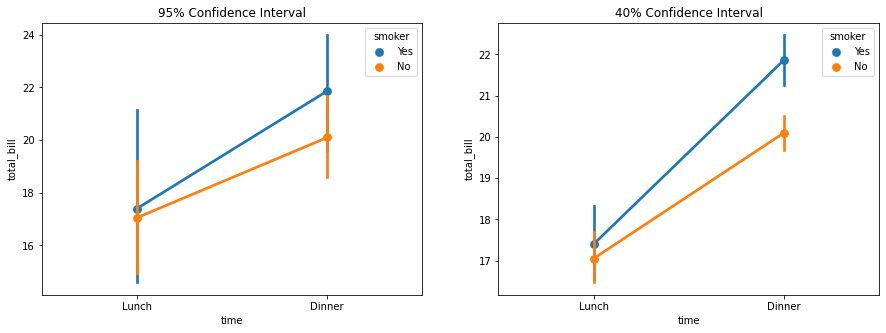 95% Confidence Interval
smoker
Yes
No
24
22
20
18
16
total_bill
Lunch
Dinner
time
40% Confidence Interval
smoker
Yes
No
22
21
20
19
18
17
total_bill
Lunch
Dinner
time